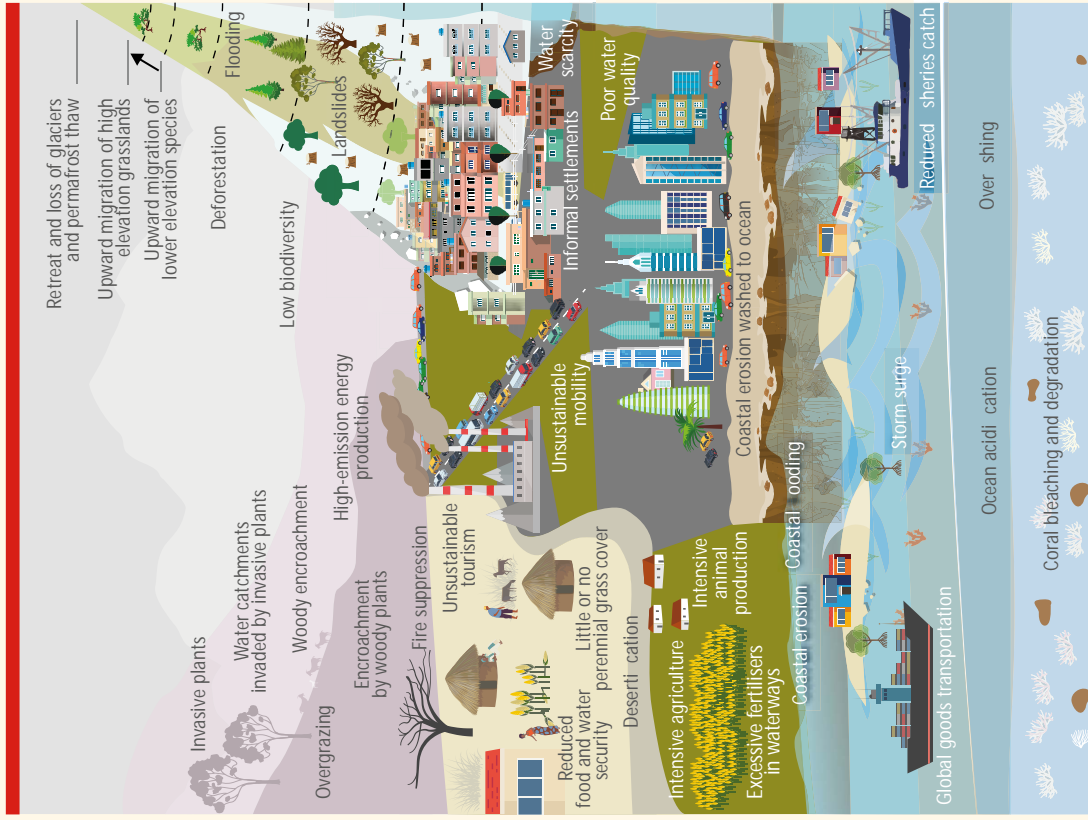 Retreat and loss of glaciers
and permafrost thaw
Upward migration of high
elevation grasslands
Upward migration of
lower elevation species
Invasive plants
Deforestation
Flooding
Water catchments
invaded by invasive plants
Low biodiversity
Woody encroachment
Overgrazing
Landslides
High-emission energy
production
Encroachment
by woody plants
Fire suppression
Unsustainable
tourism
Water
scarcity
Unsustainable
mobility
Informal settlements
Reduced
food and water
security
Little or no
perennial grass cover
Poor water
quality
Deserti cation
Intensive agriculture
Intensive
animal
production
Excessive fertilisers
in waterways
Coastal erosion washed to ocean
Coastal erosion
Coastal ooding
Storm surge
Reduced sheries catch
Global goods transportation
Ocean acidi cation
Over shing
Coral bleaching and degradation